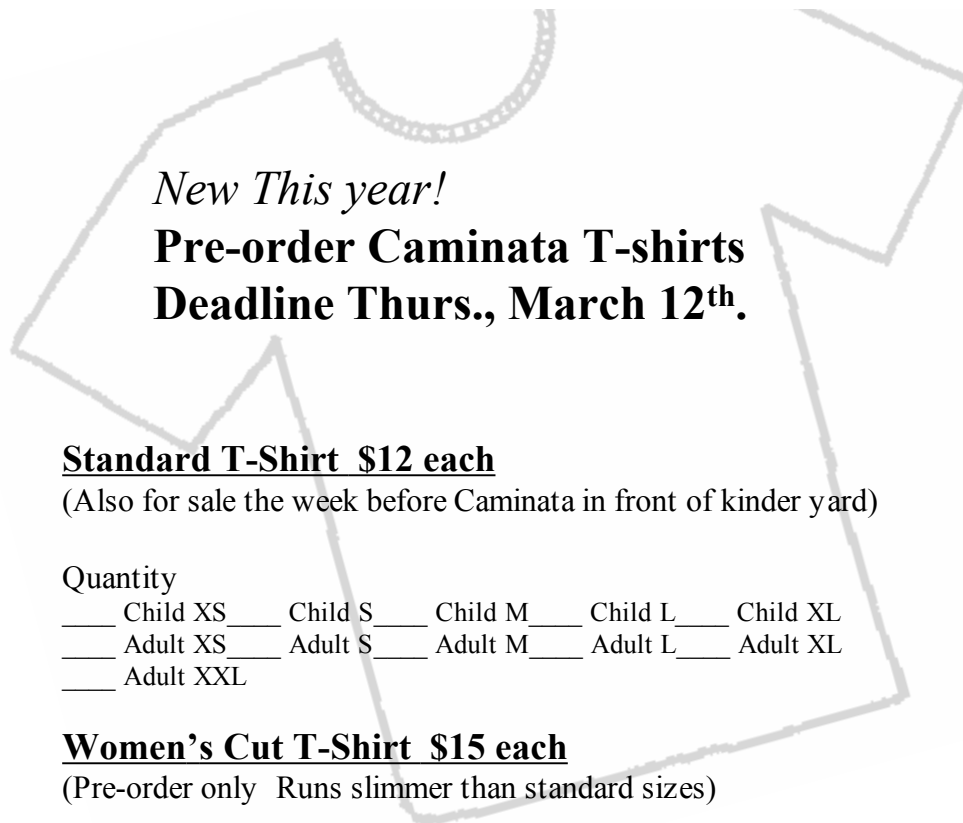 New This year!
Pre-order Caminata T-shirts
Deadline Thurs., March 12th.
Standard T-Shirt $12 each
(Also for sale the week before Caminata in front of kinder yard)
Quantity
____ Child XS____ Child S____ Child M____ Child L____ Child XL
____ Adult XS____ Adult S____ Adult M____ Adult L____ Adult XL
____ Adult XXL
Women's Cut T-Shirt $15 each
(Pre-order only Runs slimmer than standard sizes)